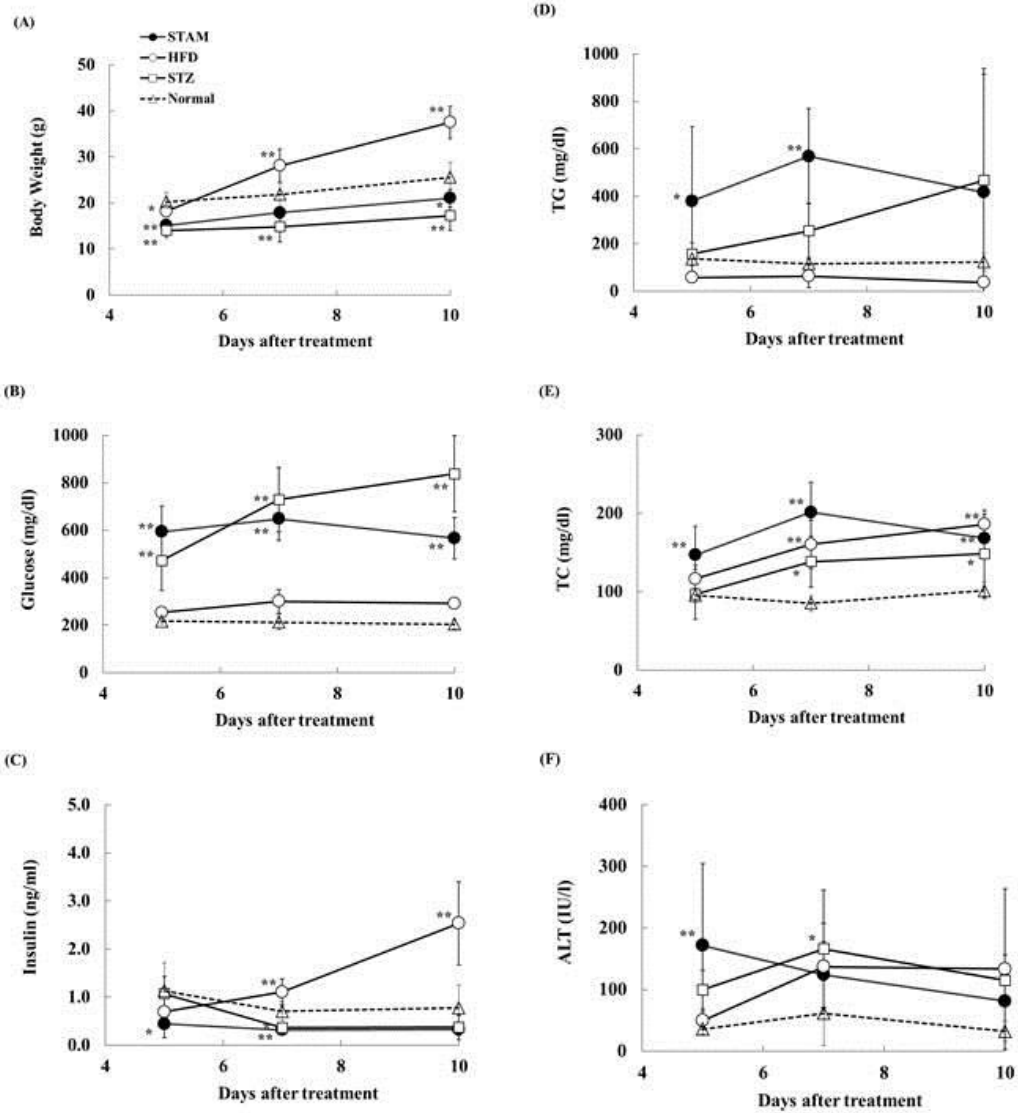 (A)
STAM
HFD
STZ
Normal
50
40
30
20
10
0
Body Weight (g)
**
**
*
**
**
**
*
**
4 6 8 10
Days after treatment
(D)
1000
800
600
400
200
0
TG (mg/dl)
*
**
4 6 8 10
Days after treatment
(B)
1000
800
600
400
200
0
Glucose (mg/dl)
**
**
**
**
**
**
4 6 8 10
Days after treatment
(E)
300
200
100
0
TC (mg/dl)
**
**
**
*
**
**
*
4 6 8 10
Days after treatment
(C)
5.0
4.0
3.0
2.0
1.0
0.0
Insulin (ng/ml)
*
**
*
**
**
4 6 8 10
Days after treatment
(F)
400
300
200
100
0
ALT (IU/l)
**
*
4 6 8 10
Days after treatment